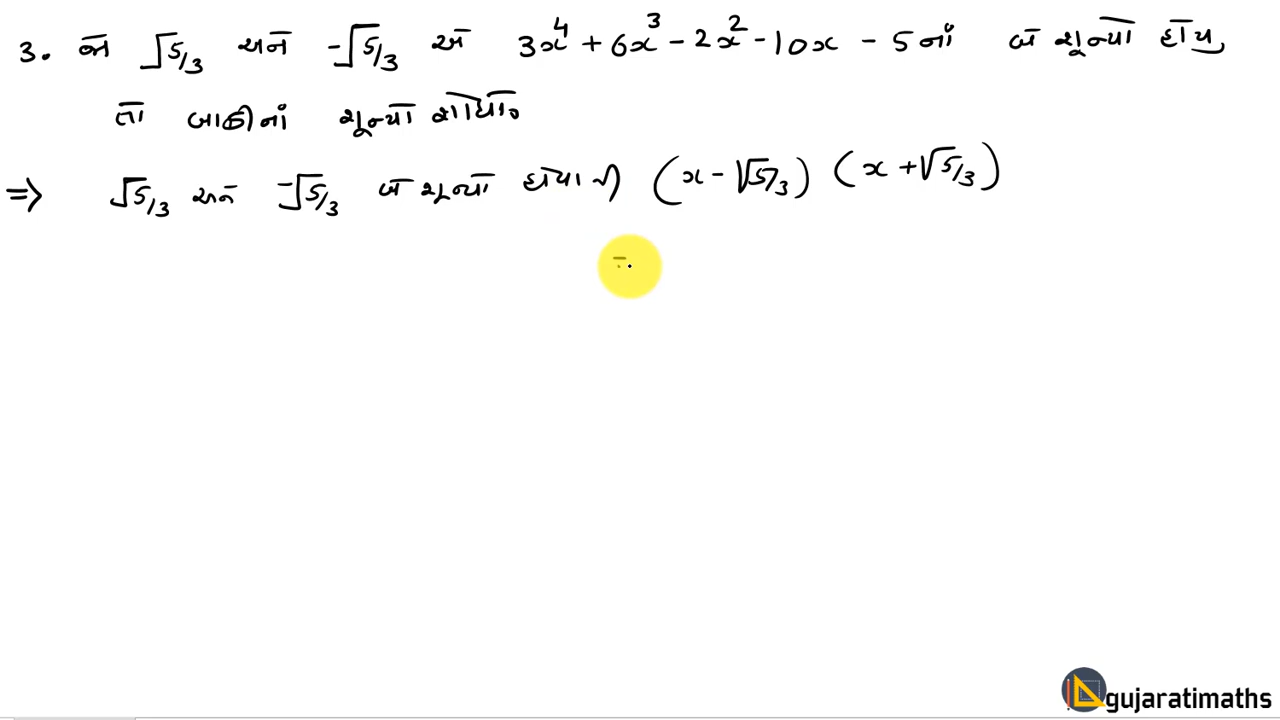 3. જો √5/3 અને -√5/3 એ 3x⁴ + 6x³ - 2x² - 10x - 5 નાં બે શૂન્યો હોય,
તો બાકીનાં શૂન્યો શોધો.
⇒ √5/3 અને -√5/3 બે શૂન્યો હોવાથી (x - √5/3) (x + √5/3)
=
gujaratimaths